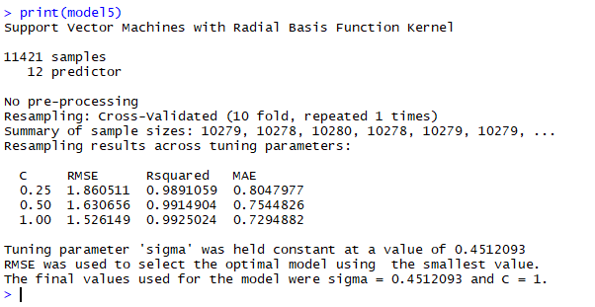 > print(model5)
Support Vector Machines with Radial Basis Function Kernel
11421 samples
12 predictor
No pre-processing
Resampling: Cross-Validated (10 fold, repeated 1 times)
Summary of sample sizes: 10279, 10278, 10280, 10278, 10279, 10279, ...
Resampling results across tuning parameters:
C RMSE Rsquared MAE
0.25 1.860511 0.9891059 0.8047977
0.50 1.630656 0.9914904 0.7544826
1.00 1.526149 0.9925024 0.7294882
Tuning parameter 'sigma' was held constant at a value of 0.4512093
RMSE was used to select the optimal model using the smallest value.
The final values used for the model were sigma = 0.4512093 and C = 1.
>